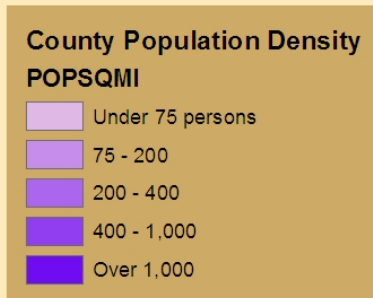 County Population Density
POPSQMI
Under 75 persons
75 - 200
200 - 400
400 - 1,000
Over 1,000